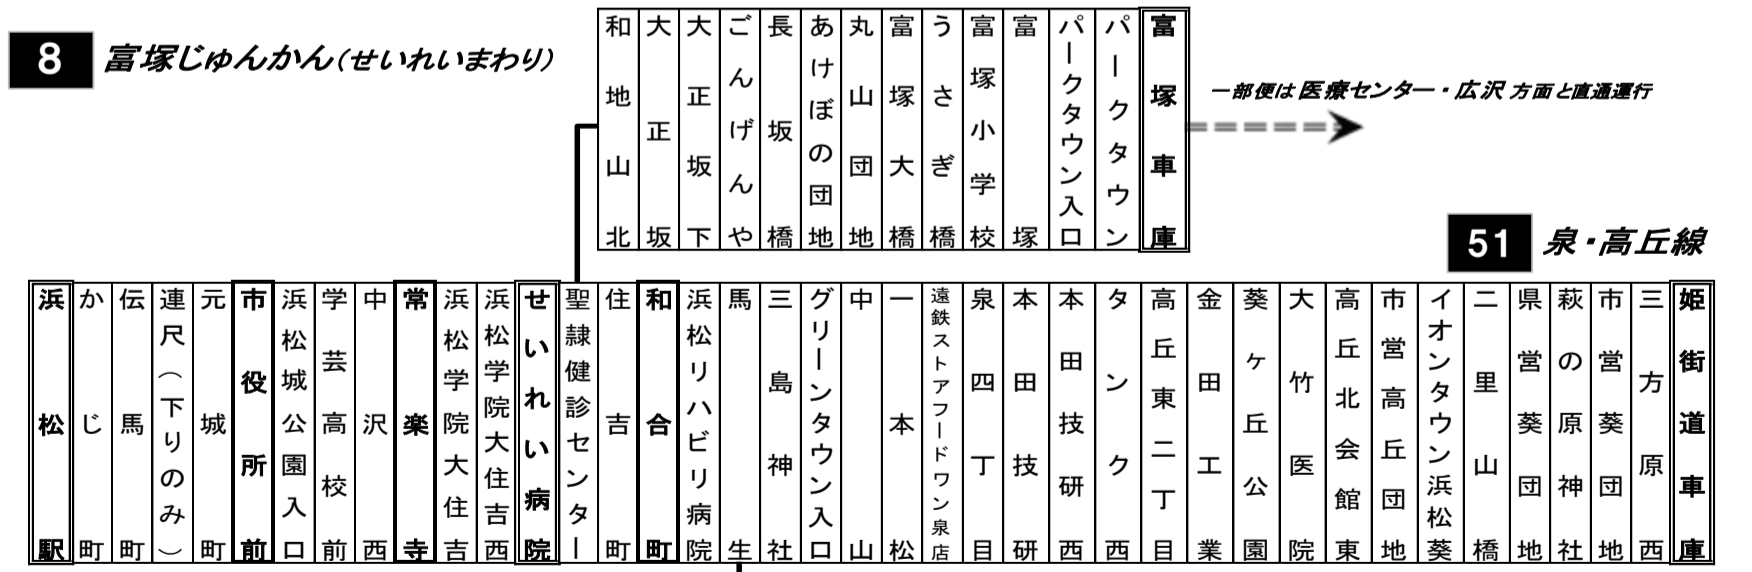 8 富塚じゅんかん（せいれいまわり）
和地山北
大正坂
大正坂下
ごんげんや
長坂橋
あけぼの団地
丸山団地
富塚大橋
うさぎ橋
富塚小学校
富塚
パークタウン入口
パークタウン
富塚車庫
一部便は医療センター・広沢 方面と直通運行
51 泉・高丘線
浜松駅
かじ町
伝馬町
連尺（下りのみ）
元城町
市役所前
浜松城公園入口
学芸高校前
中沢西
常楽寺
浜松学院大住吉
浜松学院大住吉西
せいれい病院
聖隷健診センター
住吉町
和合町
浜松リハビリ病院
馬生
三島神社
グリーンタウン入口
中山
一本松
遠鉄ストアフードワン泉店
泉四丁目
本田技研
本田技研西
タンク西
高丘東二丁目
金田工業
葵ヶ丘公園
大竹医院
高丘北会館東
市営高丘団地
イオンタウン浜松葵
二里山橋
県営葵団地
萩の原神社
市営葵団地
三方原西
姫街道車庫